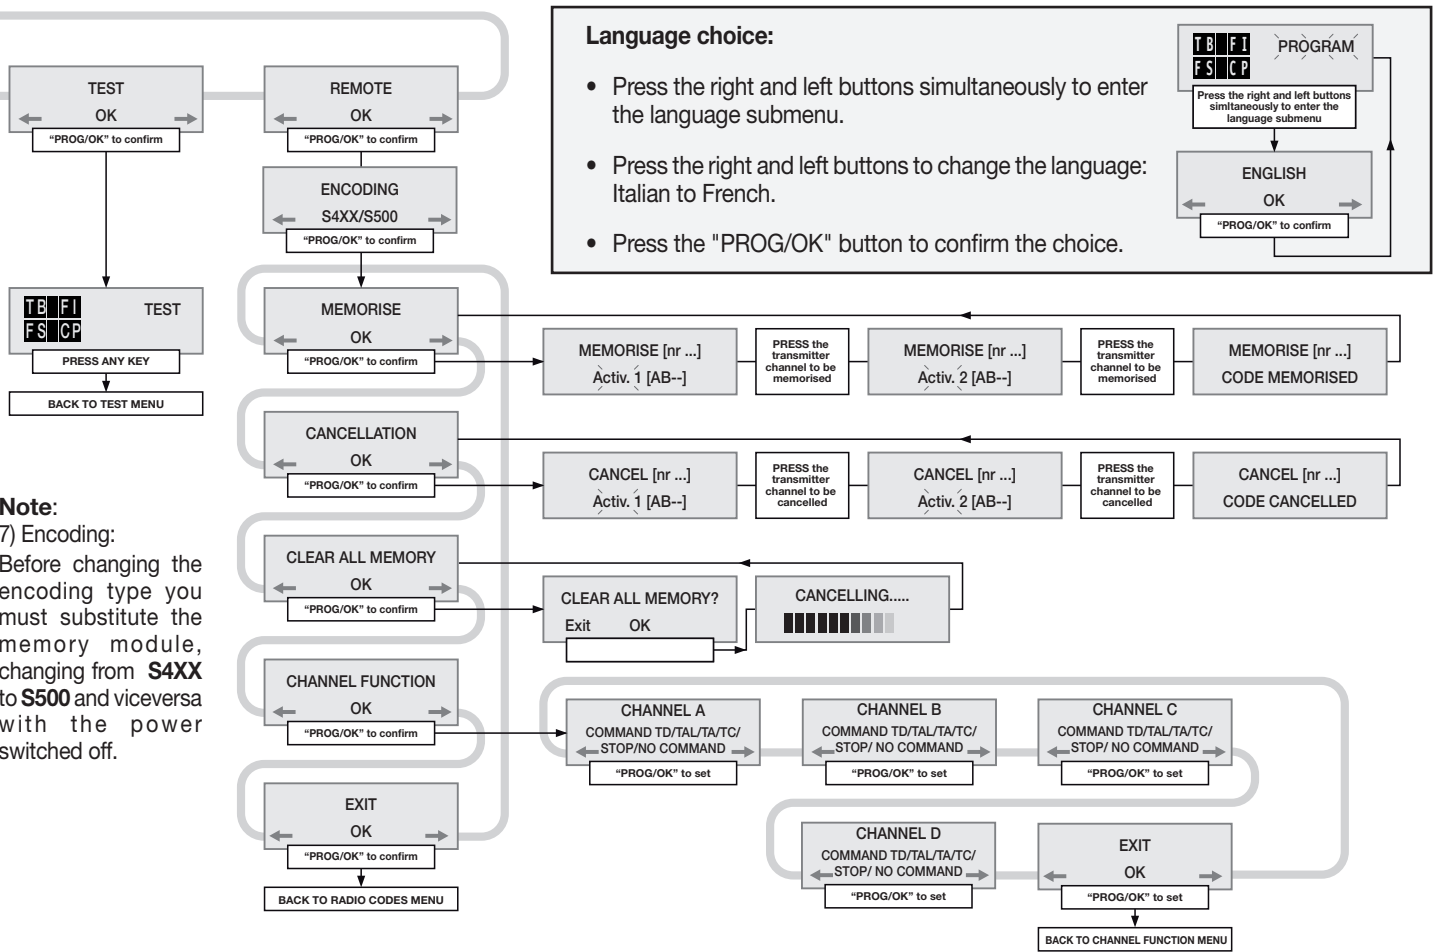 Language choice:
• Press the right and left buttons simultaneously to enter
the language submenu.
• Press the right and left buttons to change the language:
Italian to French.
• Press the "PROG/OK" button to confirm the choice.
TB FI
FS CP
PROGRAM
Press the right and left buttons
simltaneously to enter the
language submenu
ENGLISH
OK
“PROG/OK” to confirm
TEST
OK
“PROG/OK” to confirm
TB FI
FS CP
TEST
PRESS ANY KEY
BACK TO TEST MENU
REMOTE
OK
“PROG/OK” to confirm
ENCODING
S4XX/S500
“PROG/OK” to confirm
MEMORISE
OK
“PROG/OK” to confirm
MEMORISE [nr ...]
Activ. 1 [AB--]
PRESS the
transmitter
channel to be
memorised
MEMORISE [nr ...]
Activ. 2 [AB--]
PRESS the
transmitter
channel to be
memorised
MEMORISE [nr ...]
CODE MEMORISED
CANCELLATION
OK
“PROG/OK” to confirm
CANCEL [nr ...]
Activ. 1 [AB--]
PRESS the
transmitter
channel to be
cancelled
CANCEL [nr ...]
Activ. 2 [AB--]
PRESS the
transmitter
channel to be
cancelled
CANCEL [nr ...]
CODE CANCELLED
Note:
7) Encoding:
Before changing the
encoding type you
must substitute the
memory module,
changing from S4XX
to S500 and viceversa
with the power
switched off.
CLEAR ALL MEMORY
OK
“PROG/OK” to confirm
CLEAR ALL MEMORY?
Exit OK
CANCELLING.....
CHANNEL FUNCTION
OK
“PROG/OK” to confirm
CHANNEL A
COMMAND TD/TAL/TA/TC/
STOP/NO COMMAND
“PROG/OK” to set
CHANNEL B
COMMAND TD/TAL/TA/TC/
STOP/ NO COMMAND
“PROG/OK” to set
CHANNEL C
COMMAND TD/TAL/TA/TC/
STOP/ NO COMMAND
“PROG/OK” to set
CHANNEL D
COMMAND TD/TAL/TA/TC/
STOP/ NO COMMAND
“PROG/OK” to set
EXIT
OK
“PROG/OK” to set
BACK TO CHANNEL FUNCTION MENU
EXIT
OK
“PROG/OK” to confirm
BACK TO RADIO CODES MENU